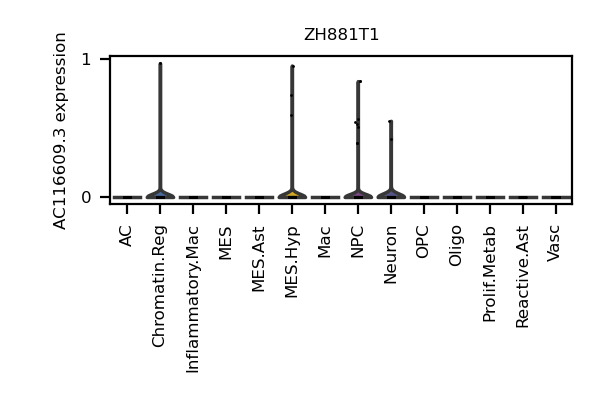 ZH881T1
AC116609.3 expression
1
0
AC
Chromatin.Reg
Inflammatory.Mac
MES
MES.Ast
MES.Hyp
Mac
NPC
Neuron
OPC
Oligo
Prolif.Metab
Reactive.Ast
Vasc